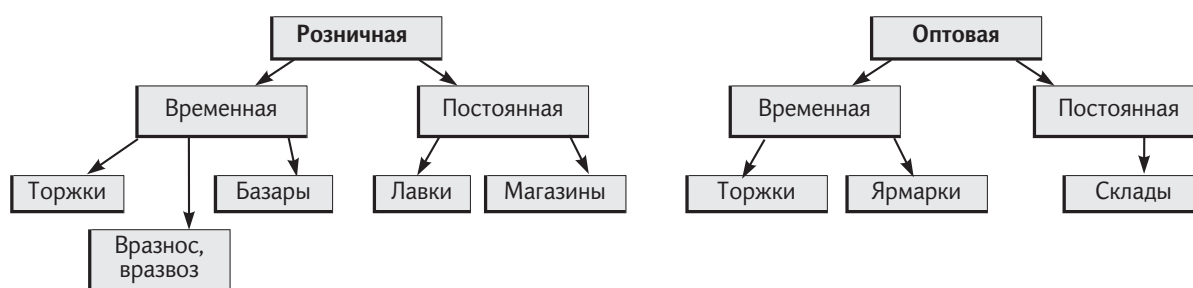 Розничная
Оптовая
Временная
Постоянная
Временная
Постоянная
Торжки
Базары
Лавки
Магазины
Торжки
Ярмарки
Склады
Вразнос,
вразвоз